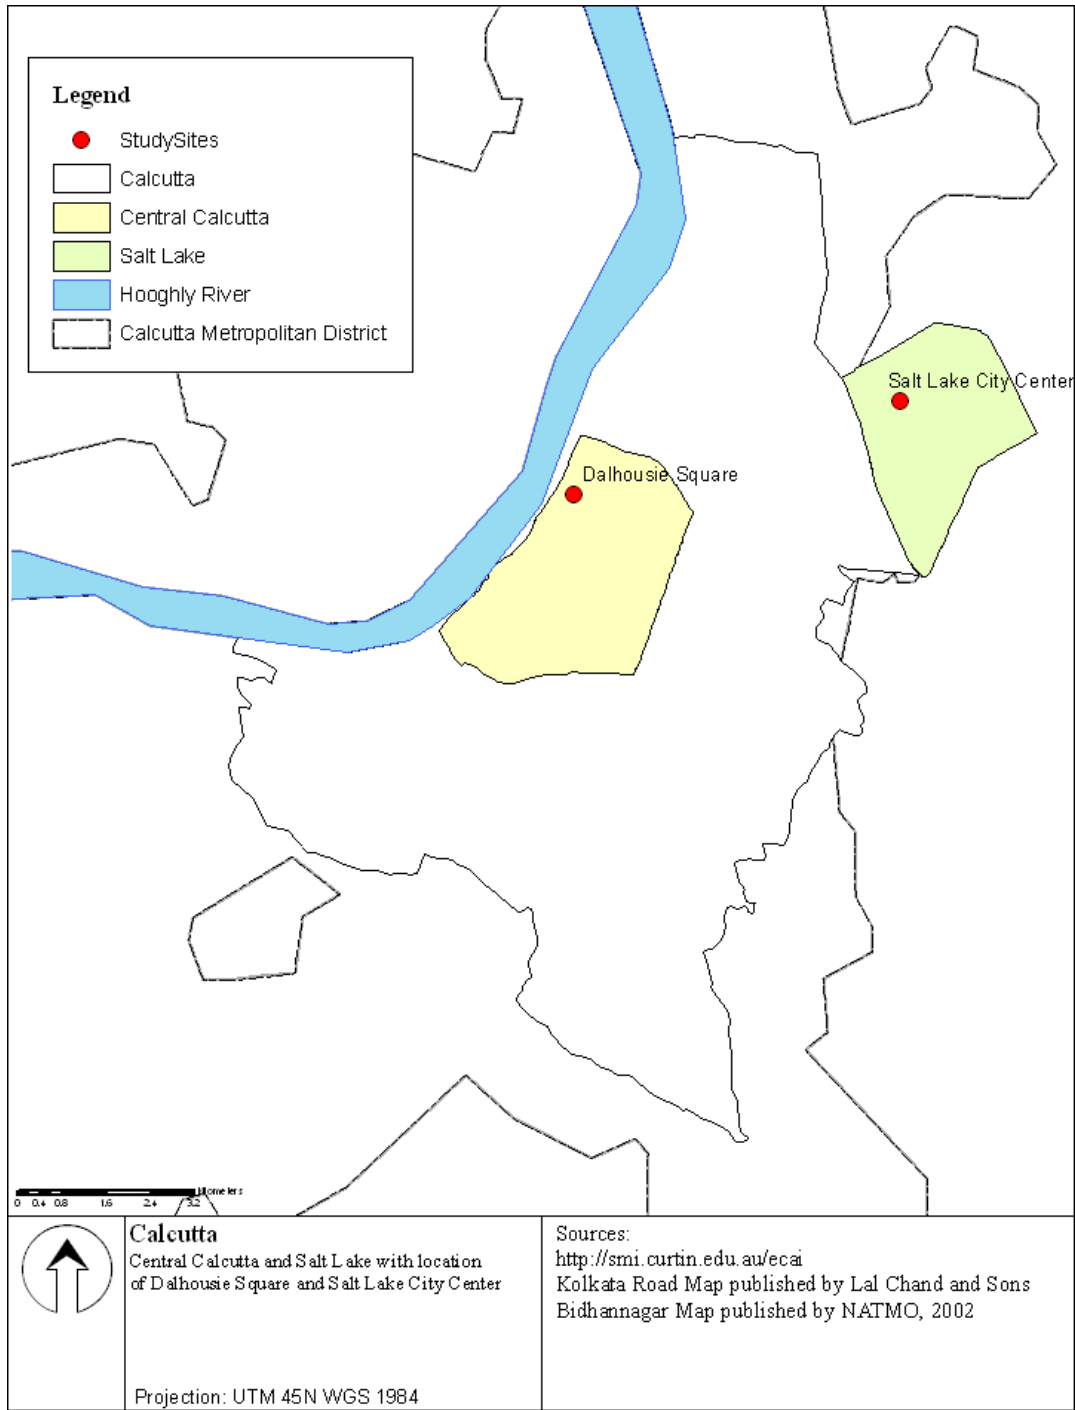 Legend
StudySites
Calcutta
Central Calcutta
Salt Lake
Hooghly River
Calcutta Metropolitan District
Salt Lake City Center
Dalhousie Square
kilometers
0 0.4 0.8 1.6 2.4 3.2
Calcutta
Central Calcutta and Salt Lake with location
of Dalhousie Square and Salt Lake City Center
Projection: UTM 45N WGS 1984
Sources:
http://smi.curtin.edu.au/ecai
Kolkata Road Map published by Lal Chand and Sons
Bidhannagar Map published by NATMO, 2002